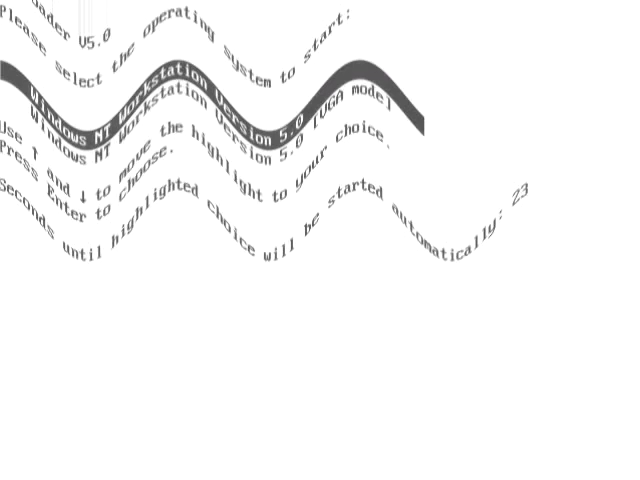 ader V5.0
Please select the operating system to start:
Windows NT Workstation Version 5.0
Windows NT Workstation Version 5.0 [VGA mode]
Use ↑ and ↓ to move the highlight to your choice.
Press Enter to choose.
Seconds until highlighted choice will be started automatically: 23